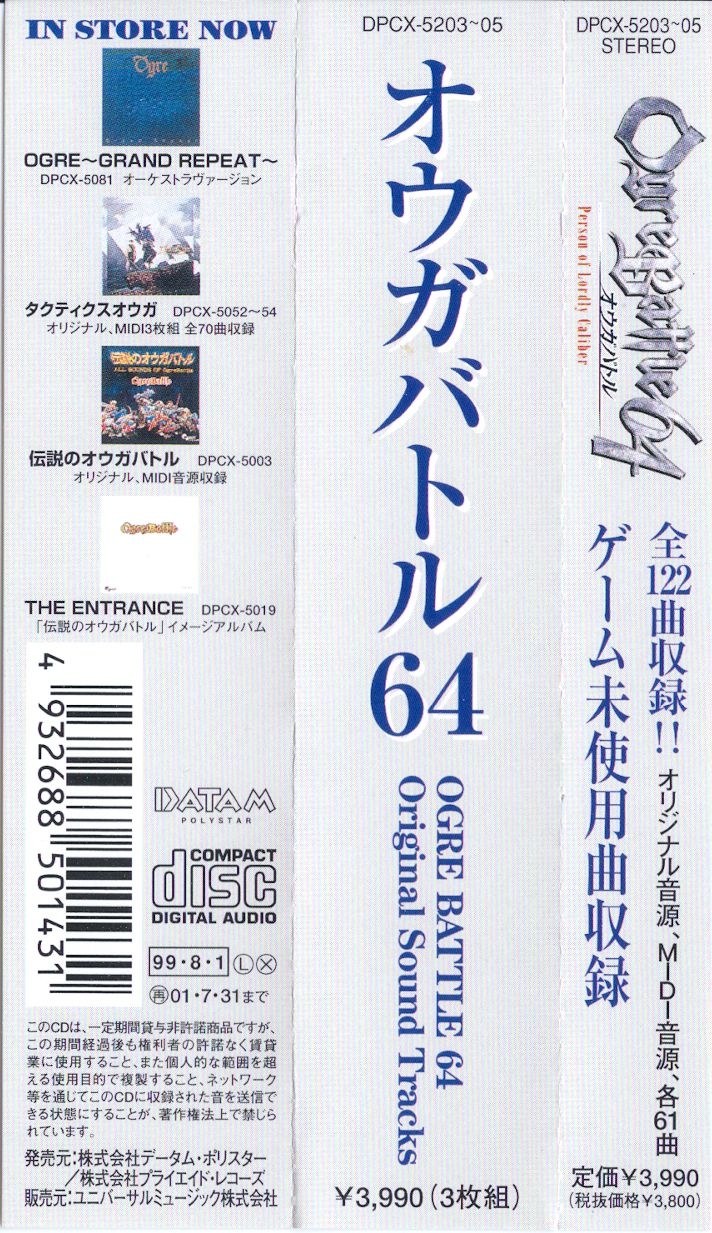 IN STORE NOW
Ogre
OGRE～GRAND REPEAT～
DPCX-5081 オーケストラヴァージョン
タクティクスオウガ DPCX-5052～54
オリジナル、MIDI3枚組 全70曲収録
伝説のオウガバトル
ALL SOUNDS OF OgreBattle
OgreBattle
伝説のオウガバトル DPCX-5003
オリジナル、MIDI音源収録
OgreBattle
THE ENTRANCE DPCX-5019
「伝説のオウガバトル」イメージアルバム
4 932688 501431
DATAM
POLYSTAR
COMPACT
disc
DIGITAL AUDIO
99・8・1 Ⓛ Ⓧ
再01・7・31まで
このCDは、一定期間貸与非許諾商品ですが、
この期間経過後も権利者の許諾なく賃貸
業に使用すること、また個人的な範囲を超
える使用目的で複製すること、ネットワーク
等を通じてこのCDに収録された音を送信で
きる状態にすることが、著作権法上で禁じら
れています。
発売元：株式会社データム・ポリスター
／株式会社プライエイド・レコーズ
販売元：ユニバーサルミュージック株式会社
DPCX-5203~05
オウガバトル64
OGRE BATTLE 64
Original Sound Tracks
￥3,990（3枚組）
DPCX-5203~05
STEREO
Ogre Battle 64
オウガバトル
Person of Lordly Caliber
全122曲収録!! オリジナル音源、MIDI音源、各61曲
ゲーム未使用曲収録
定価￥3,990
（税抜価格￥3,800）